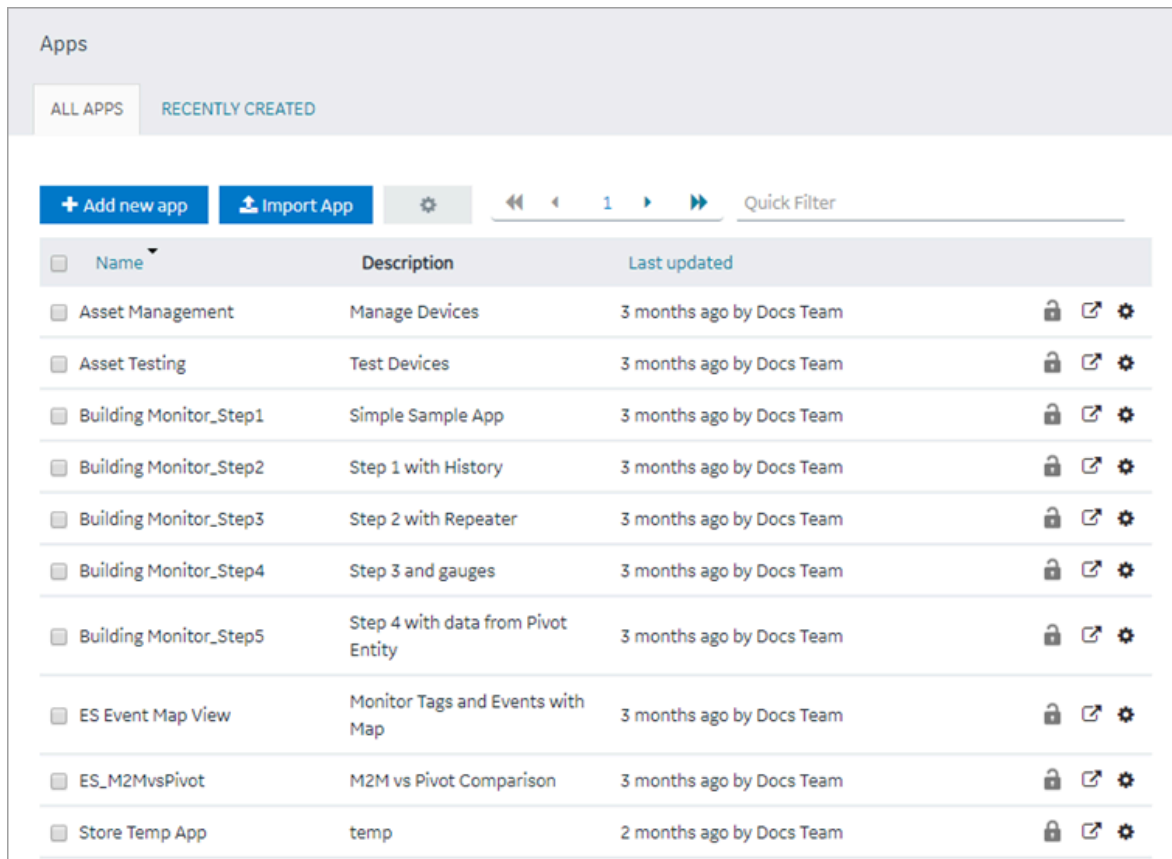 Apps
ALL APPS RECENTLY CREATED
Add new app Import App 1 Quick Filter
Name Description Last updated
Asset Management Manage Devices 3 months ago by Docs Team
Asset Testing Test Devices 3 months ago by Docs Team
Building Monitor_Step1 Simple Sample App 3 months ago by Docs Team
Building Monitor_Step2 Step 1 with History 3 months ago by Docs Team
Building Monitor_Step3 Step 2 with Repeater 3 months ago by Docs Team
Building Monitor_Step4 Step 3 and gauges 3 months ago by Docs Team
Building Monitor_Step5 Step 4 with data from Pivot 3 months ago by Docs Team
Entity
ES Event Map View Monitor Tags and Events with 3 months ago by Docs Team
Map
ES_M2MvsPivot M2M vs Pivot Comparison 3 months ago by Docs Team
Store Temp App temp 2 months ago by Docs Team